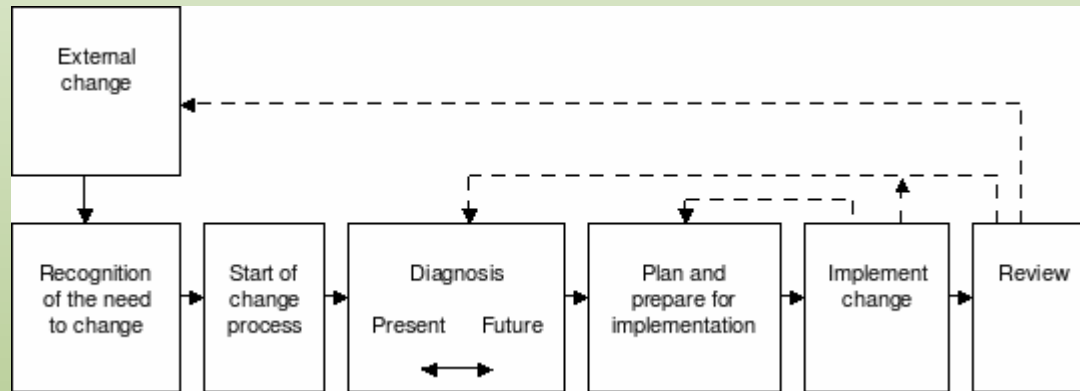 External
change
Recognition
of the need
to change
Start of
change
process
Diagnosis
Present Future
Plan and
prepare for
implementation
Implement
change
Review